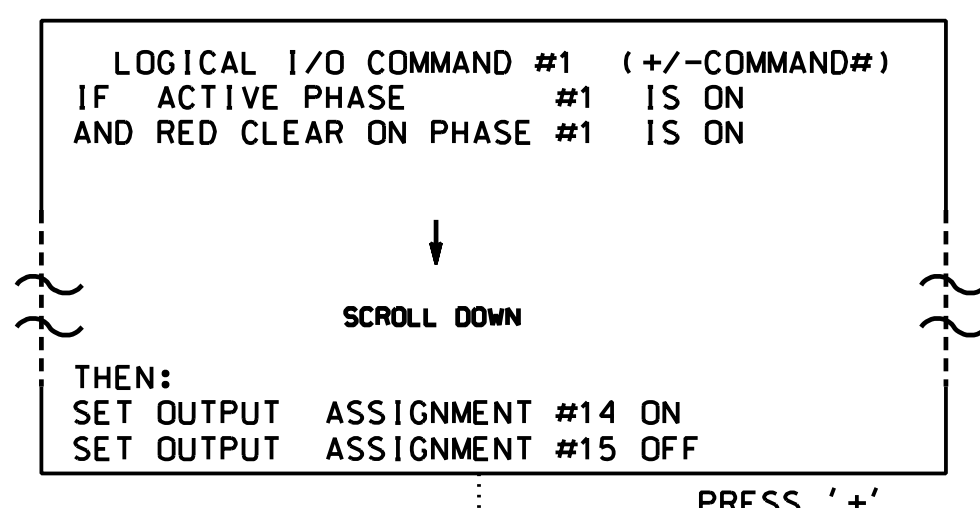 LOGICAL I/O COMMAND #1 (+/-COMMAND#)
IF ACTIVE PHASE #1 IS ON
AND RED CLEAR ON PHASE #1 IS ON
SCROLL DOWN
THEN:
SET OUTPUT ASSIGNMENT #14 ON
SET OUTPUT ASSIGNMENT #15 OFF
PRESS '+'